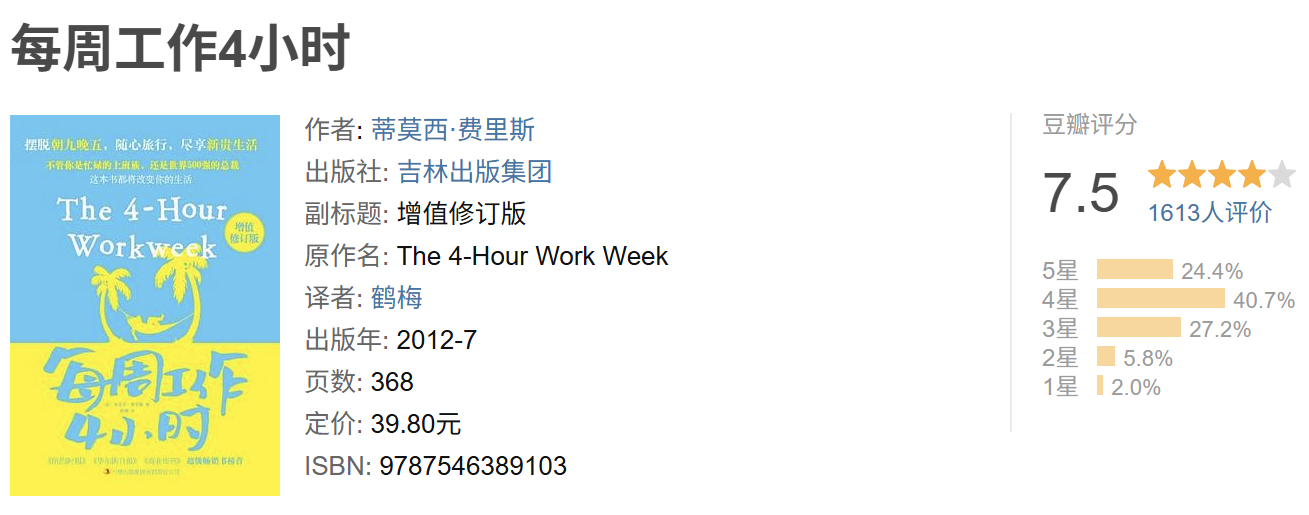 每周工作4小时
摆脱朝九晚五，随心旅行，尽享新贵生活
不管你是忙碌的上班族，还是世界500强的总裁
这本书都将改变你的生活
The 4-Hour
Workweek
增值
修订版
每周工作
4小时
超级畅销书榜首
作者: 蒂莫西·费里斯
出版社: 吉林出版集团
副标题: 增值修订版
原作名: The 4-Hour Work Week
译者: 鹤梅
出版年: 2012-7
页数: 368
定价: 39.80元
ISBN: 9787546389103
豆瓣评分
7.5
1613人评价
5星 24.4%
4星 40.7%
3星 27.2%
2星 5.8%
1星 2.0%